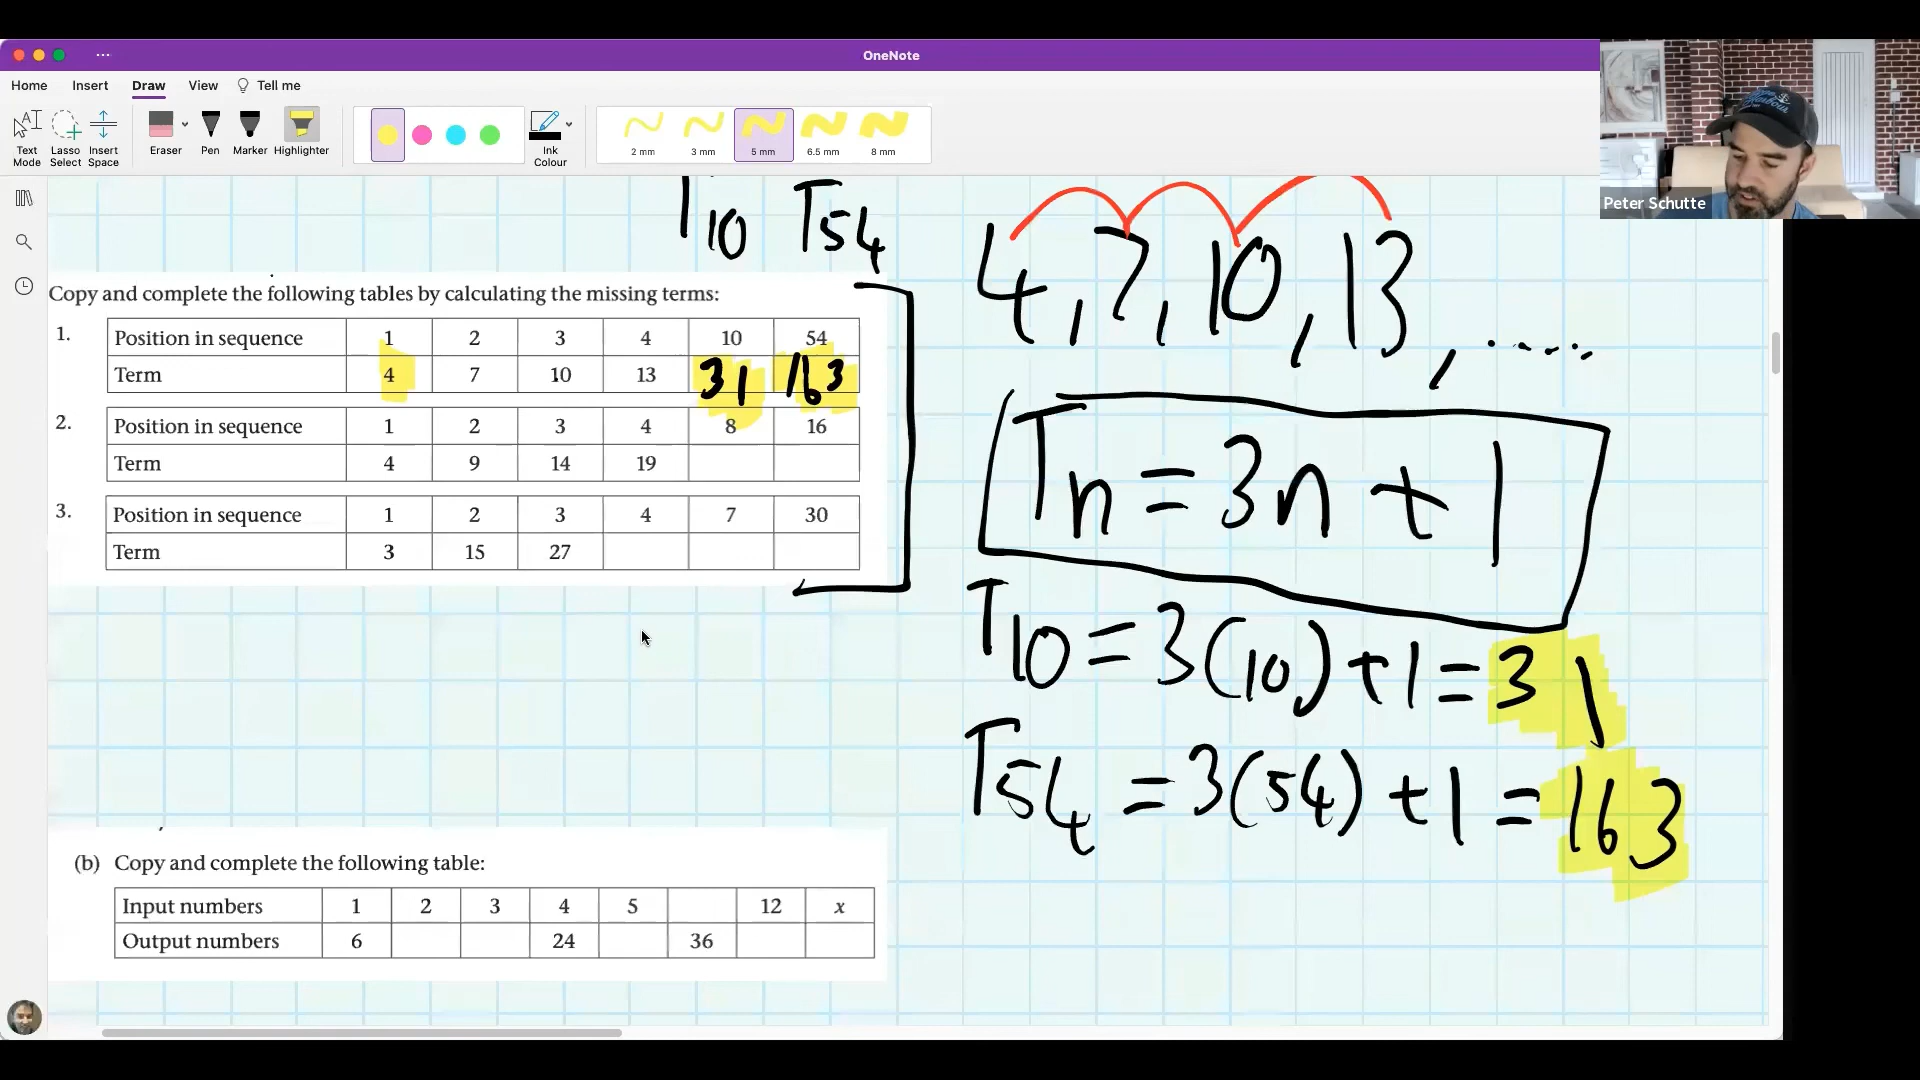 OneNote
Home Insert Draw View Tell me
Text Mode Lasso Select Insert Space Eraser Pen Marker Highlighter Ink Colour 2 mm 3 mm 5 mm 6.5 mm 8 mm
Peter Schutte
T10 T54
4, 7, 10, 13, .....
Copy and complete the following tables by calculating the missing terms:
1.
Position in sequence 1 2 3 4 10 54
Term 4 7 10 13 31 163
2.
Position in sequence 1 2 3 4 8 16
Term 4 9 14 19
3.
Position in sequence 1 2 3 4 7 30
Term 3 15 27
Tn = 3n + 1
T10 = 3(10) + 1 = 31
T54 = 3(54) + 1 = 163
(b) Copy and complete the following table:
Input numbers 1 2 3 4 5 12 x
Output numbers 6 24 36